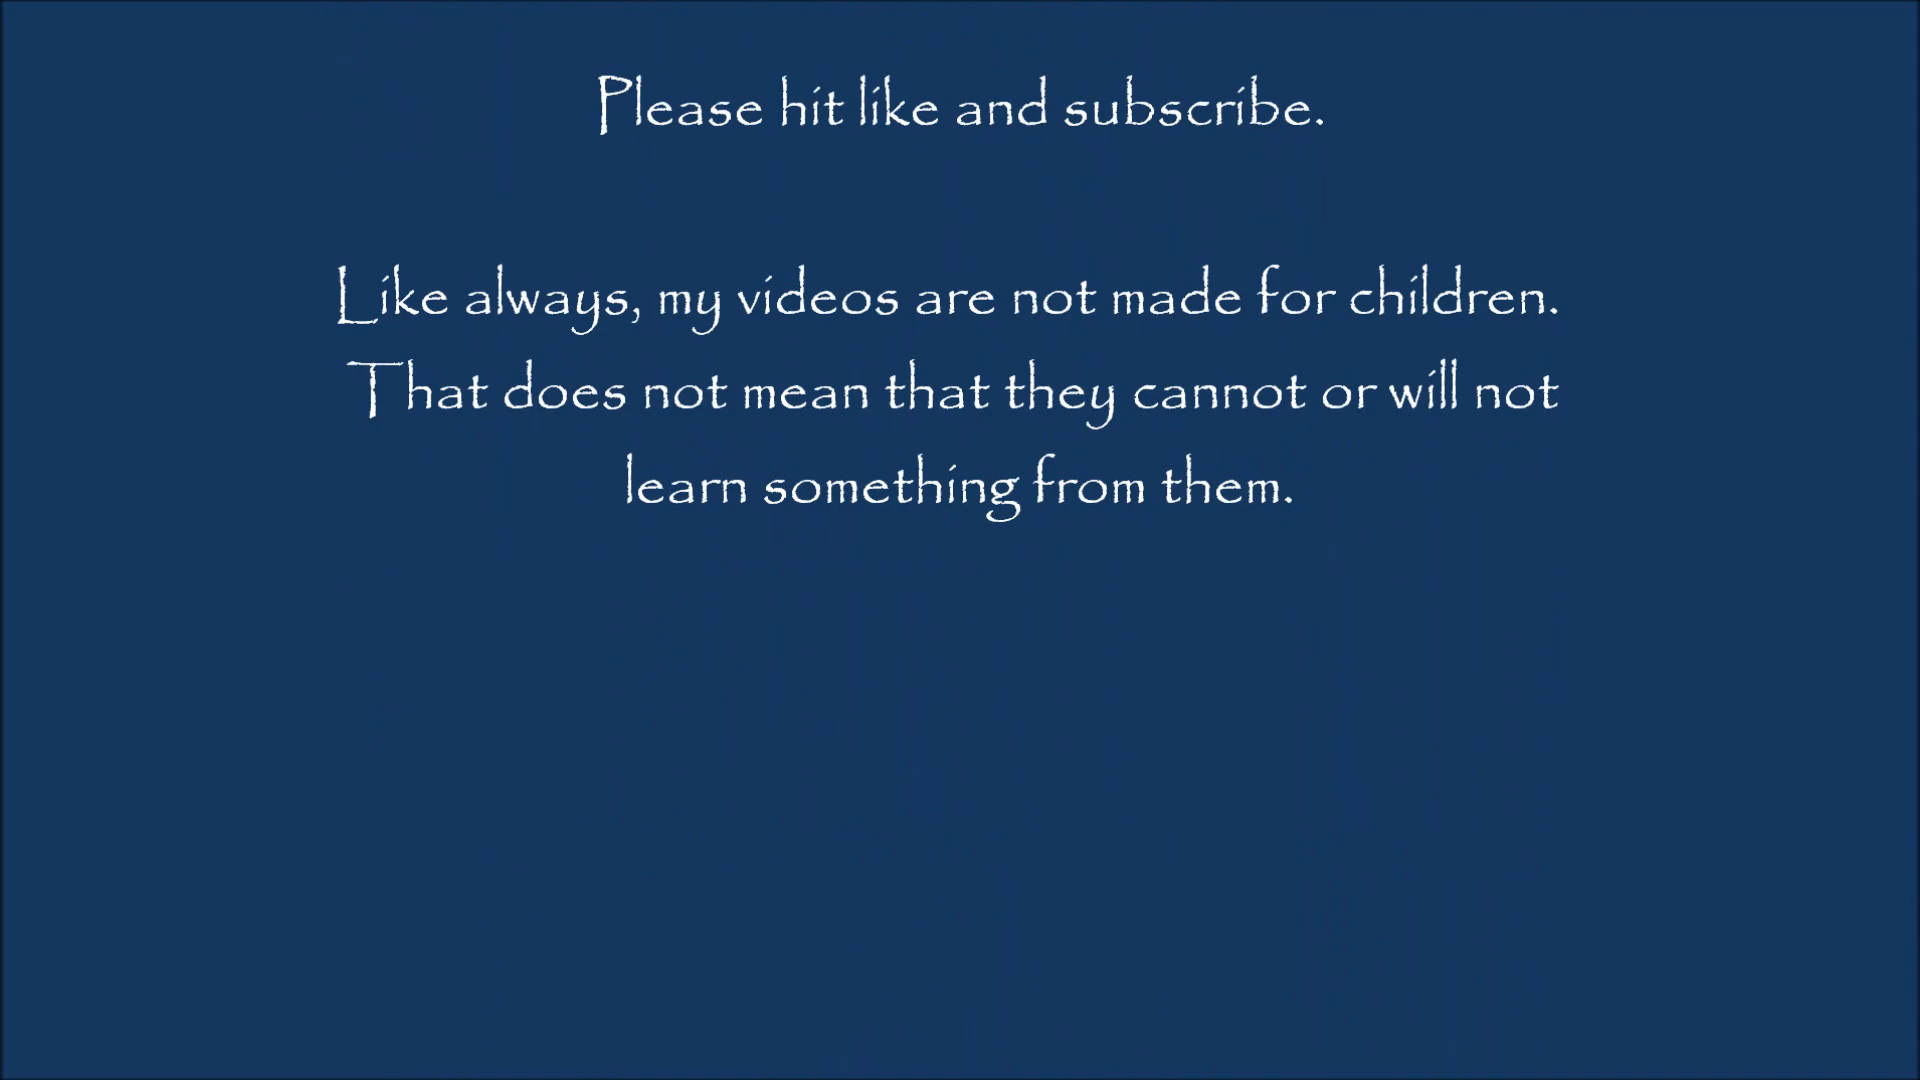 Please hit like and subscribe.
Like always, my videos are not made for children.
That does not mean that they cannot or will not
learn something from them.